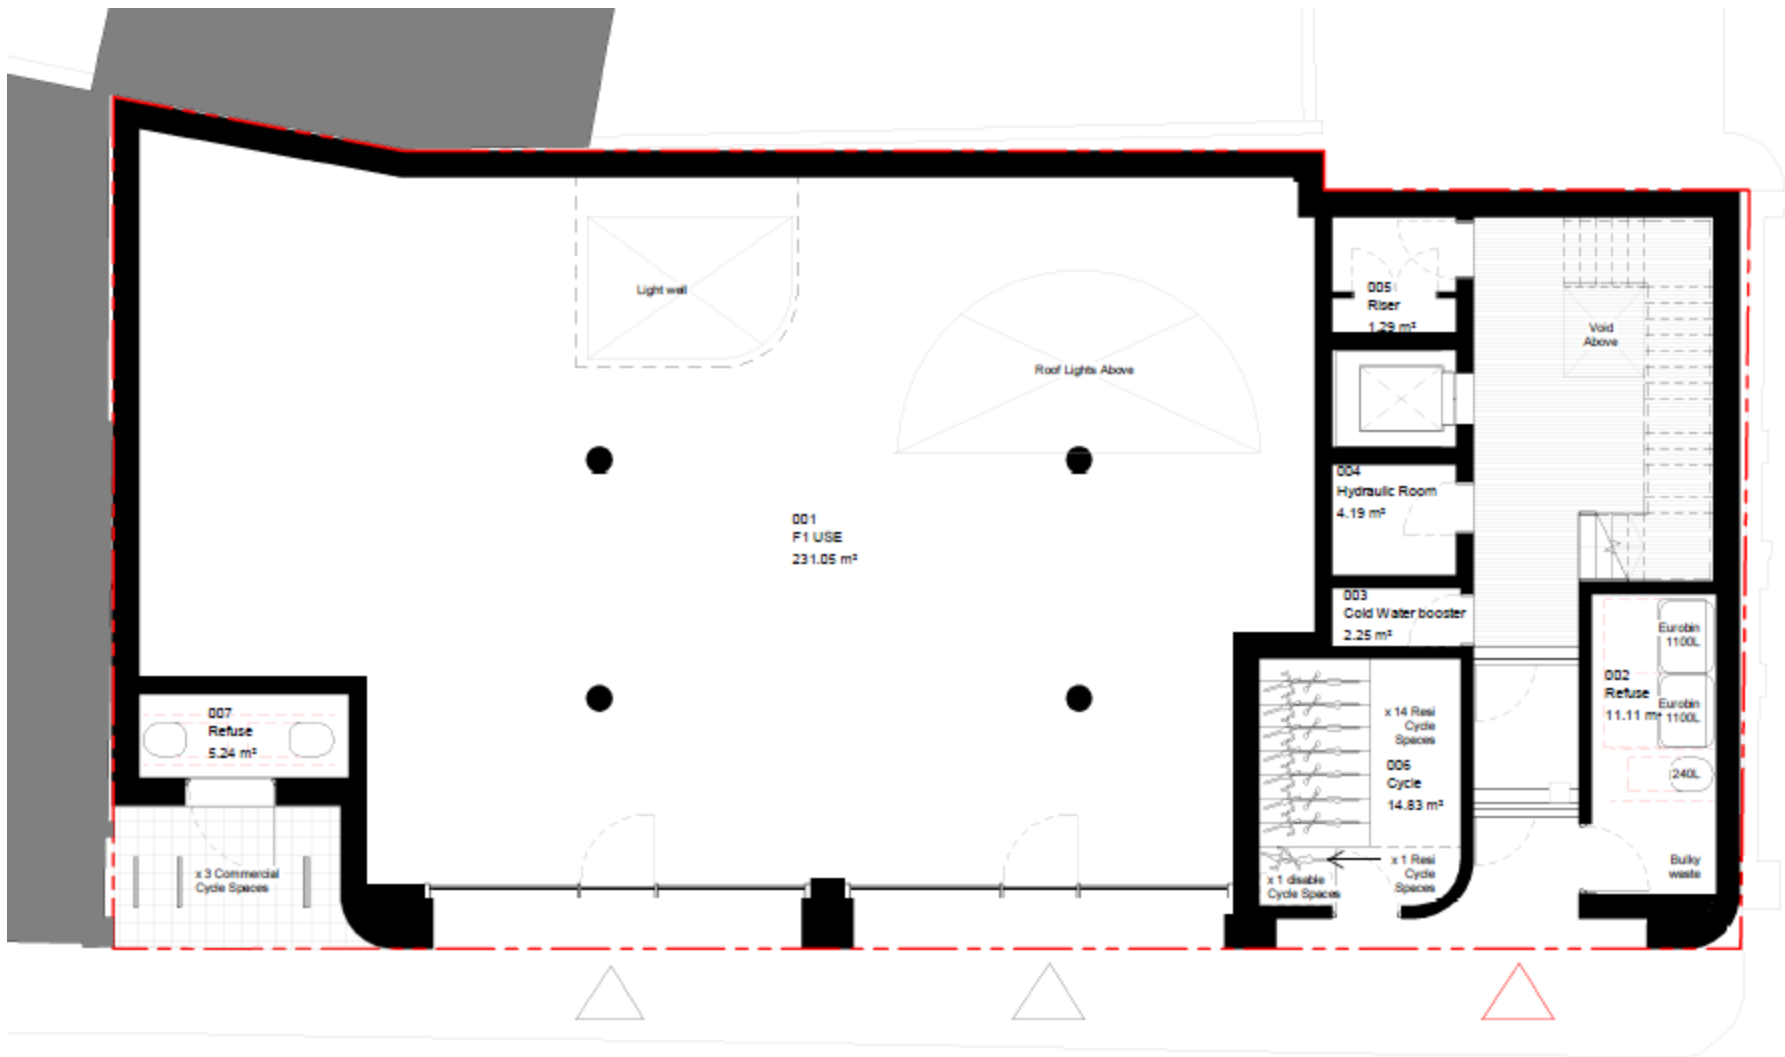 Light well
Roof Lights Above
005
Riser
1.29 m²
Void
Above
004
Hydraulic Room
4.19 m²
001
F1 USE
231.05 m²
003
Cold Water booster
2.25 m²
Eurobin
1100L
002
Refuse
11.11 m²
Eurobin
1100L
240L
Bulky
waste
007
Refuse
5.24 m²
x 3 Commercial
Cycle Spaces
x 14 Resi
Cycle
Spaces
006
Cycle
14.83 m²
x 1 Resi
Cycle
Spaces
x 1 disable
Cycle Spaces